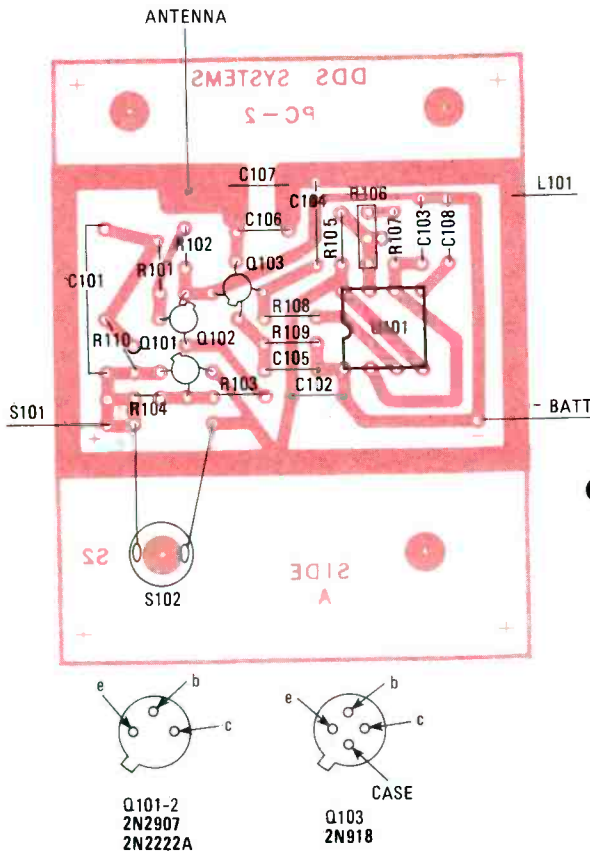 ANTENNA
DDS SYSTEMS
PC-2
C107
L101
C104
R106
C106
R102
R105
R107
C103
C108
R101
Q103
C101
R108
U101
R110
Q101
Q102
R109
C105
R103
C102
S101
R104
- BATT
+
-
S2
SIDE
A
S102
e
b
c
e
b
c
CASE
Q101-2
2N2907
2N2222A
Q103
2N918